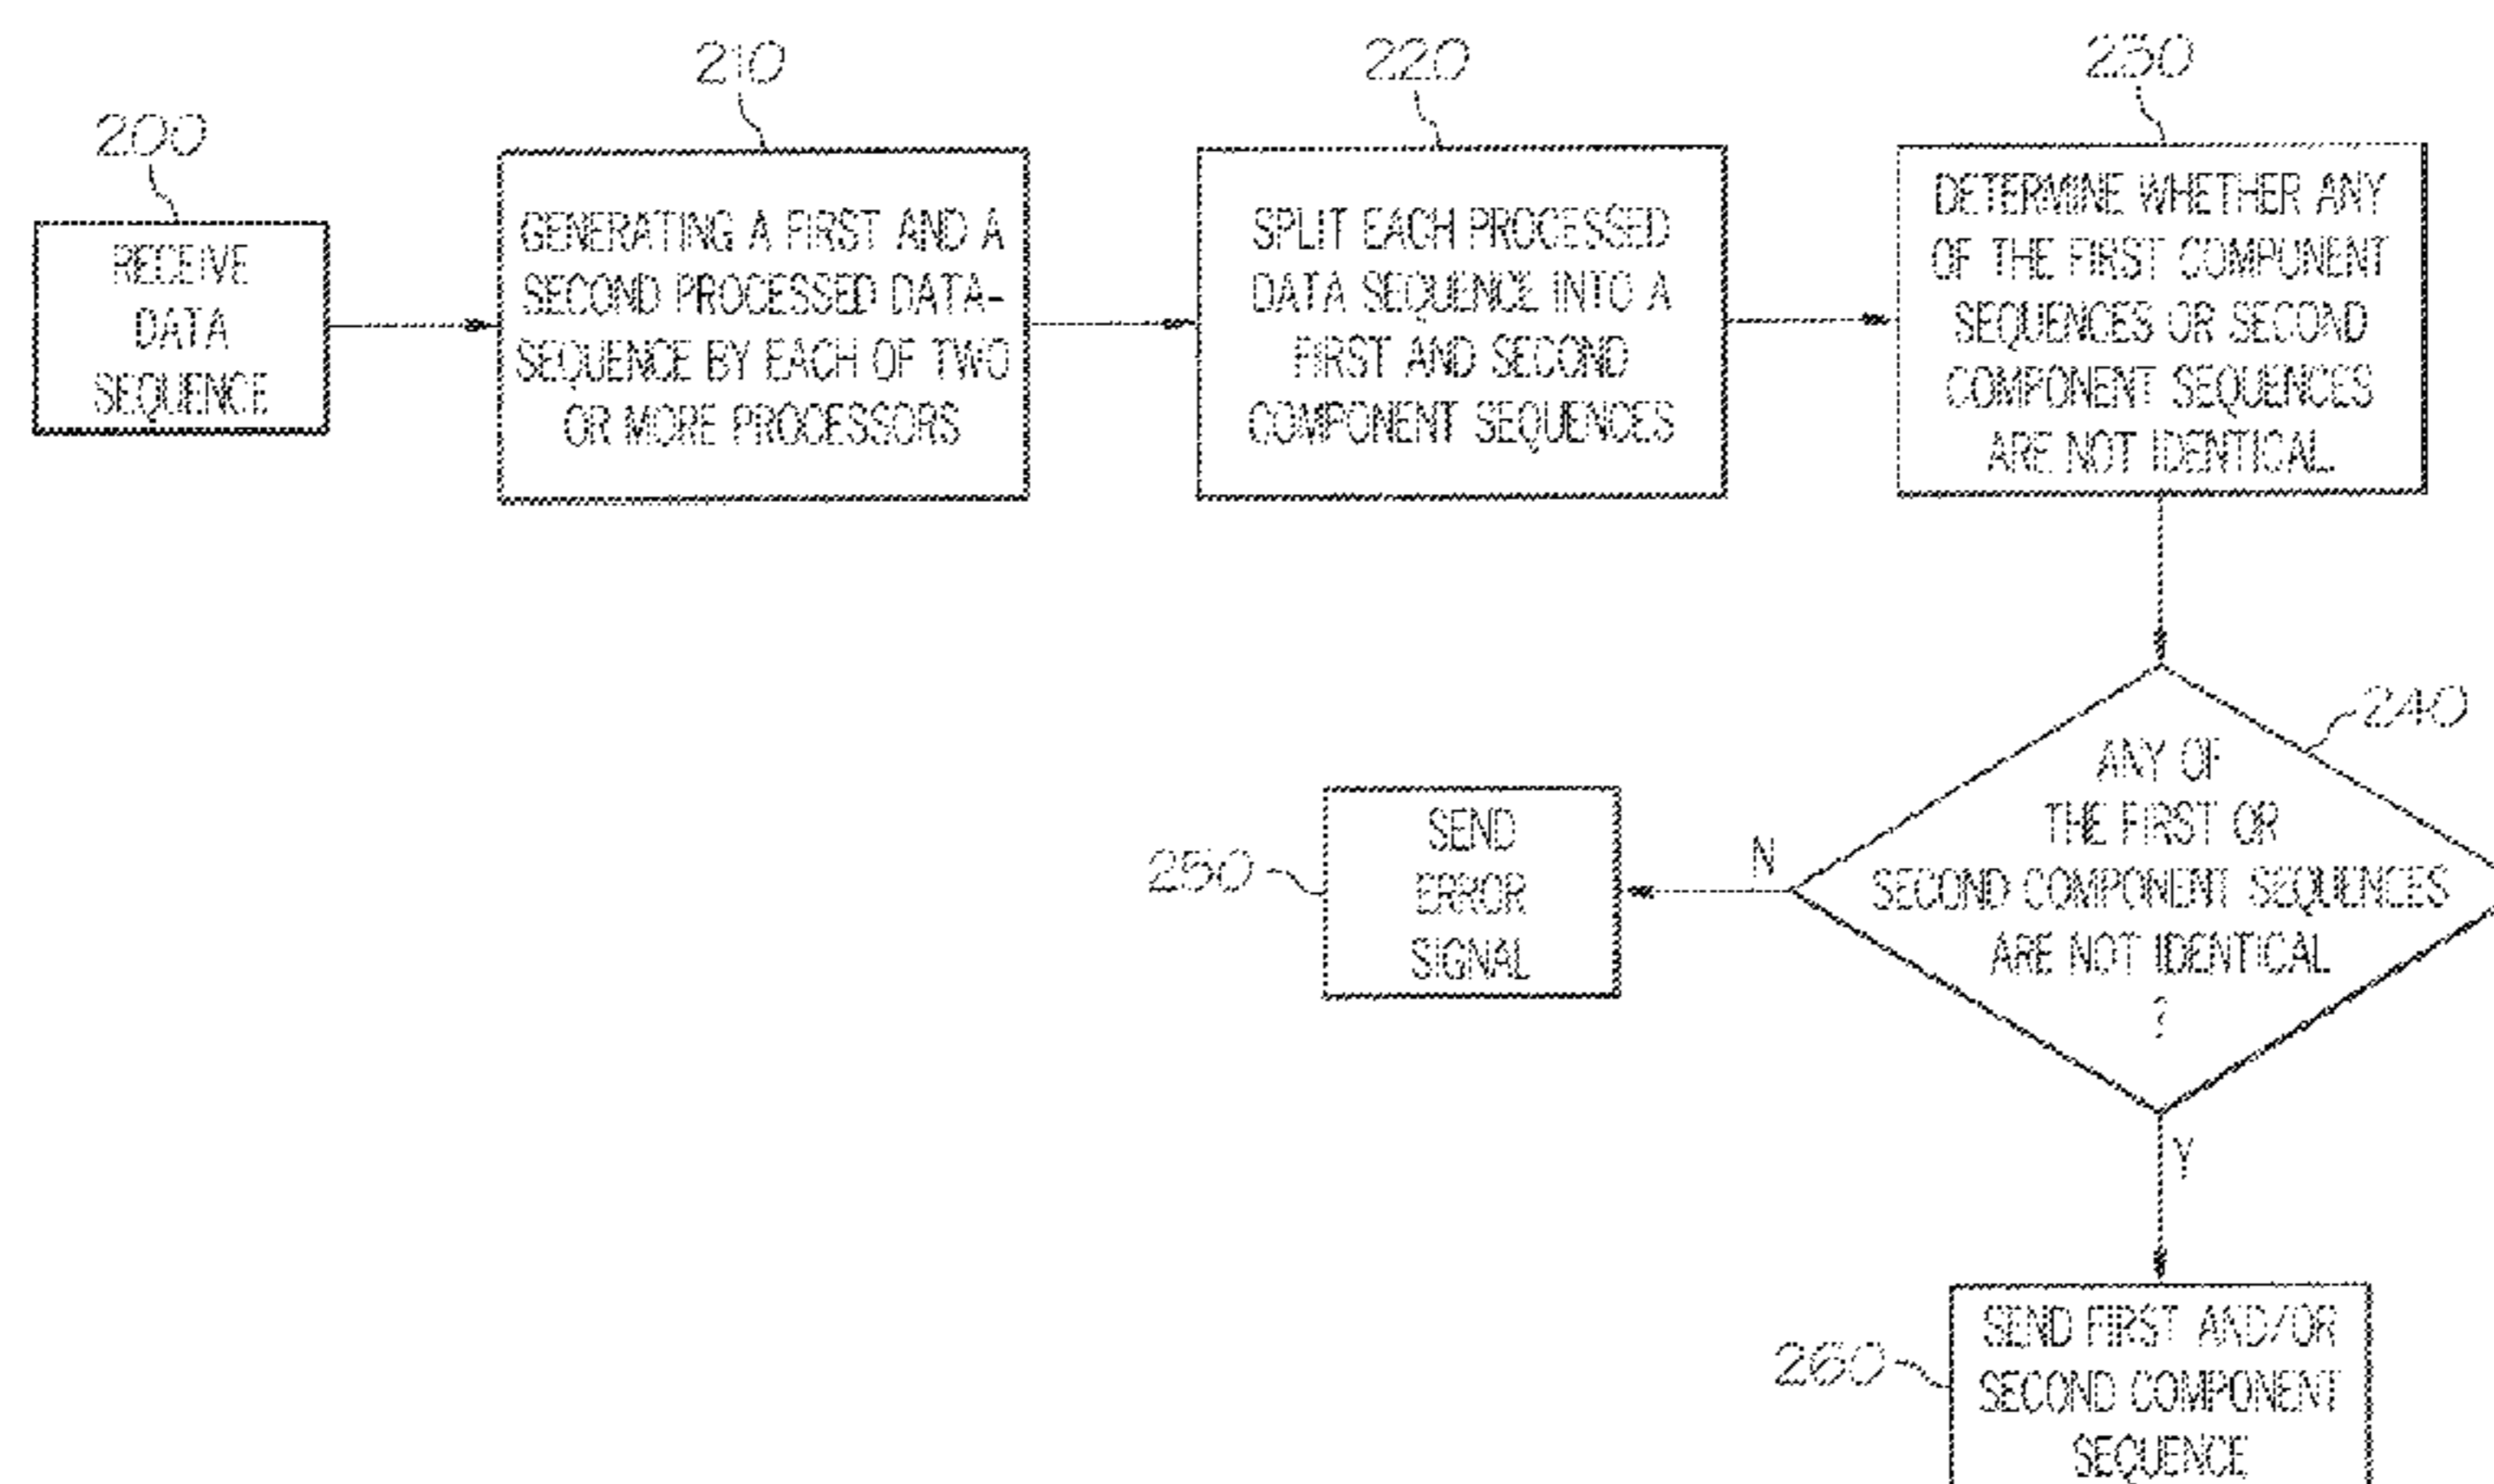 200
RECEIVE
DATA
SEQUENCE
210
GENERATING A FIRST AND A
SECOND PROCESSED DATA-
SEQUENCE BY EACH OF TWO
OR MORE PROCESSORS
220
SPLIT EACH PROCESSED
DATA SEQUENCE INTO A
FIRST AND SECOND
COMPONENT SEQUENCES
230
DETERMINE WHETHER ANY
OF THE FIRST COMPONENT
SEQUENCES OR SECOND
COMPONENT SEQUENCES
ARE NOT IDENTICAL
240
ANY OF
THE FIRST OR
SECOND COMPONENT SEQUENCES
ARE NOT IDENTICAL
?
N
250
SEND
ERROR
SIGNAL
Y
260
SEND FIRST AND/OR
SECOND COMPONENT
SEQUENCE